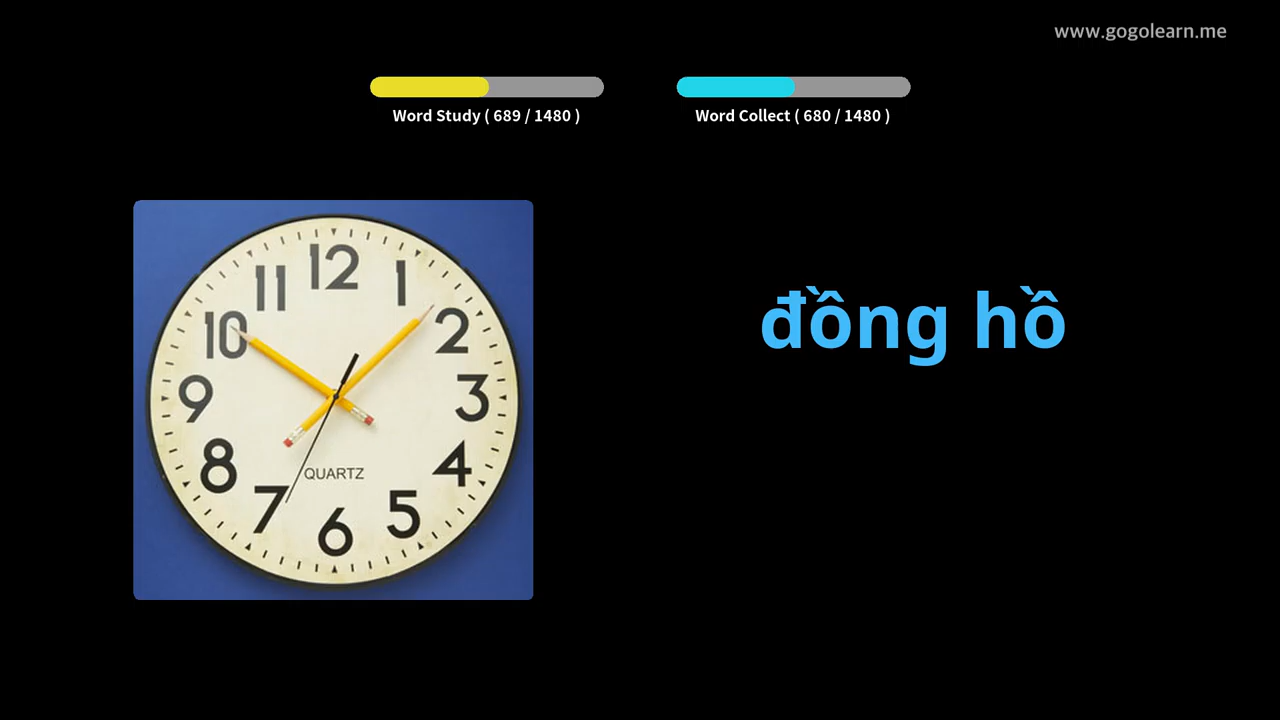 www.gogolearn.me
Word Study ( 689 / 1480 )
Word Collect ( 680 / 1480 )
12
11
1
10
2
9
3
8
4
7
5
6
QUARTZ
đồng hồ